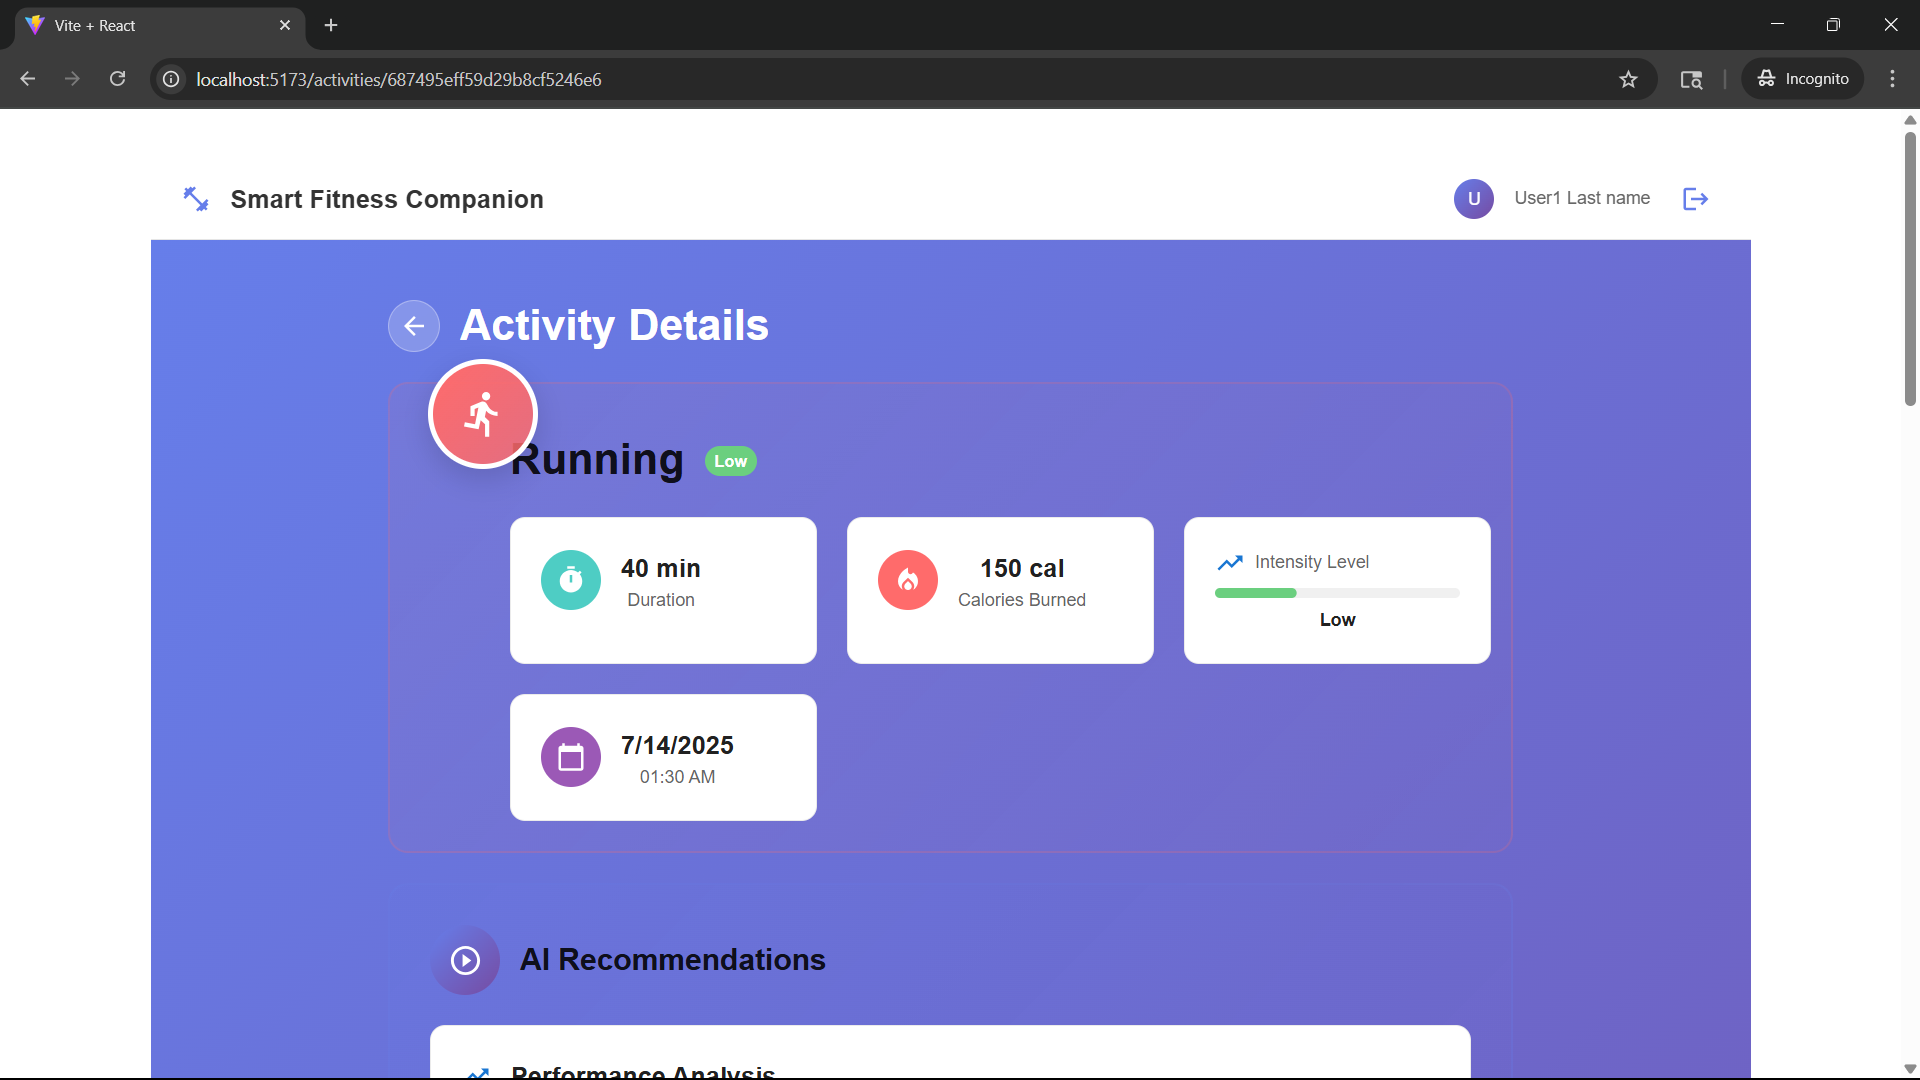 Vite + React
localhost:5173/activities/687495eff59d29b8cf5246e6
Incognito
Smart Fitness Companion
U
User1 Last name
Activity Details
Running
Low
40 min
Duration
150 cal
Calories Burned
Intensity Level
Low
7/14/2025
01:30 AM
AI Recommendations
Performance Analysis